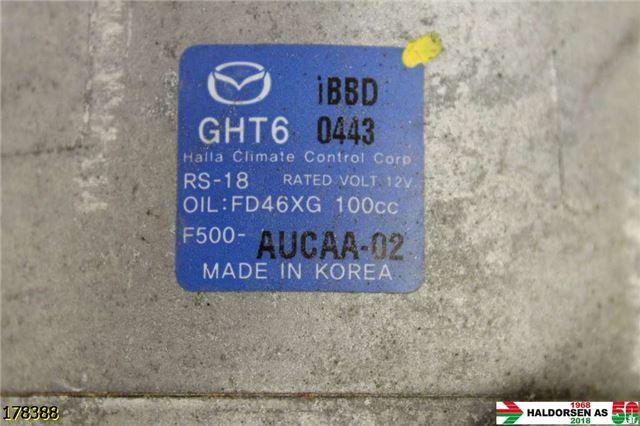 iBBD
GHT6 0443
Halla Climate Control Corp
RS-18 RATED VOLT. 12V
OIL:FD46XG 100cc
F500-AUCAA-02
MADE IN KOREA
178388
1968
HALDORSEN AS 50
2018